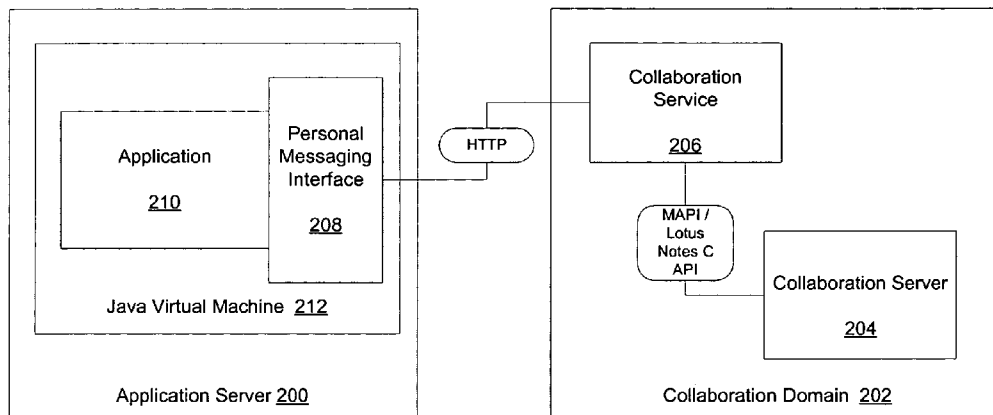 Application
210
Personal
Messaging
Interface
208
Java Virtual Machine 212
Application Server 200
HTTP
Collaboration
Service
206
MAPI /
Lotus
Notes C
API
Collaboration Server
204
Collaboration Domain 202